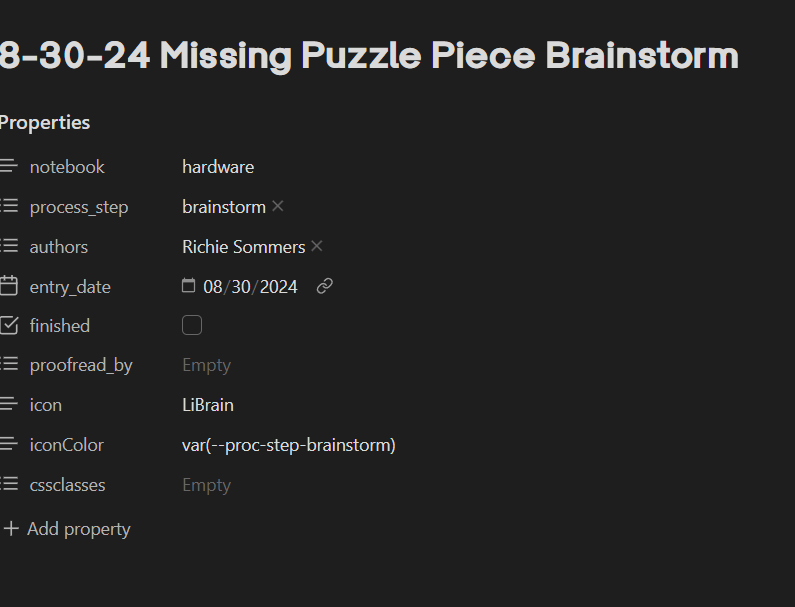 8-30-24 Missing Puzzle Piece Brainstorm
Properties
notebook hardware
process_step brainstorm
authors Richie Sommers
entry_date 08/30/2024
finished
proofread_by Empty
icon LiBrain
iconColor var(--proc-step-brainstorm)
cssclasses Empty
Add property